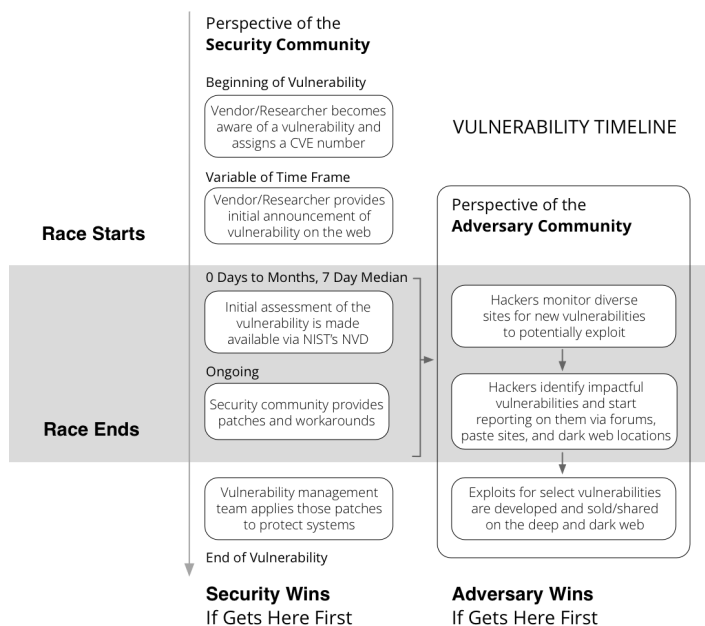 Perspective of the
Security Community
Beginning of Vulnerability
Vendor/Researcher becomes
aware of a vulnerability and
assigns a CVE number
VULNERABILITY TIMELINE
Variable of Time Frame
Vendor/Researcher provides
initial announcement of
vulnerability on the web
Race Starts
Perspective of the
Adversary Community
0 Days to Months, 7 Day Median
Initial assessment of the
vulnerability is made
available via NIST's NVD
Hackers monitor diverse
sites for new vulnerabilities
to potentially exploit
Ongoing
Security community provides
patches and workarounds
Race Ends
Hackers identify impactful
vulnerabilities and start
reporting on them via forums,
paste sites, and dark web locations
Vulnerability management
team applies those patches
to protect systems
Exploits for select vulnerabilities
are developed and sold/shared
on the deep and dark web
End of Vulnerability
Security Wins
If Gets Here First
Adversary Wins
If Gets Here First